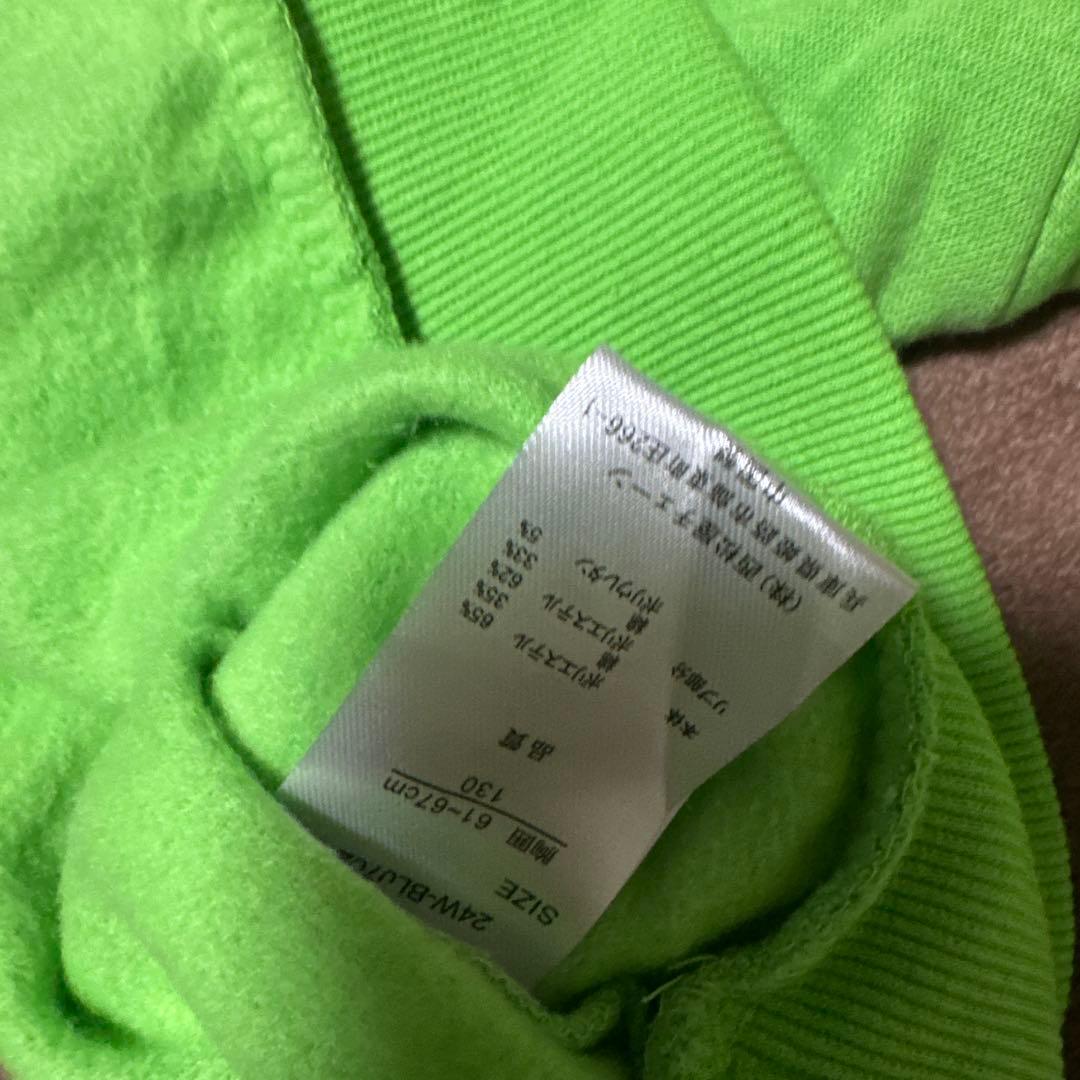 24W-BLJ
SIZE
胸囲 61~67cm
130
品質
本体 ポリエステル 65%
綿 35%
リブ部分 ポリエステル 62%
綿 33%
ポリウレタン 5%
(株)西松屋チェーン
兵庫県姫路市飾東町庄266-1